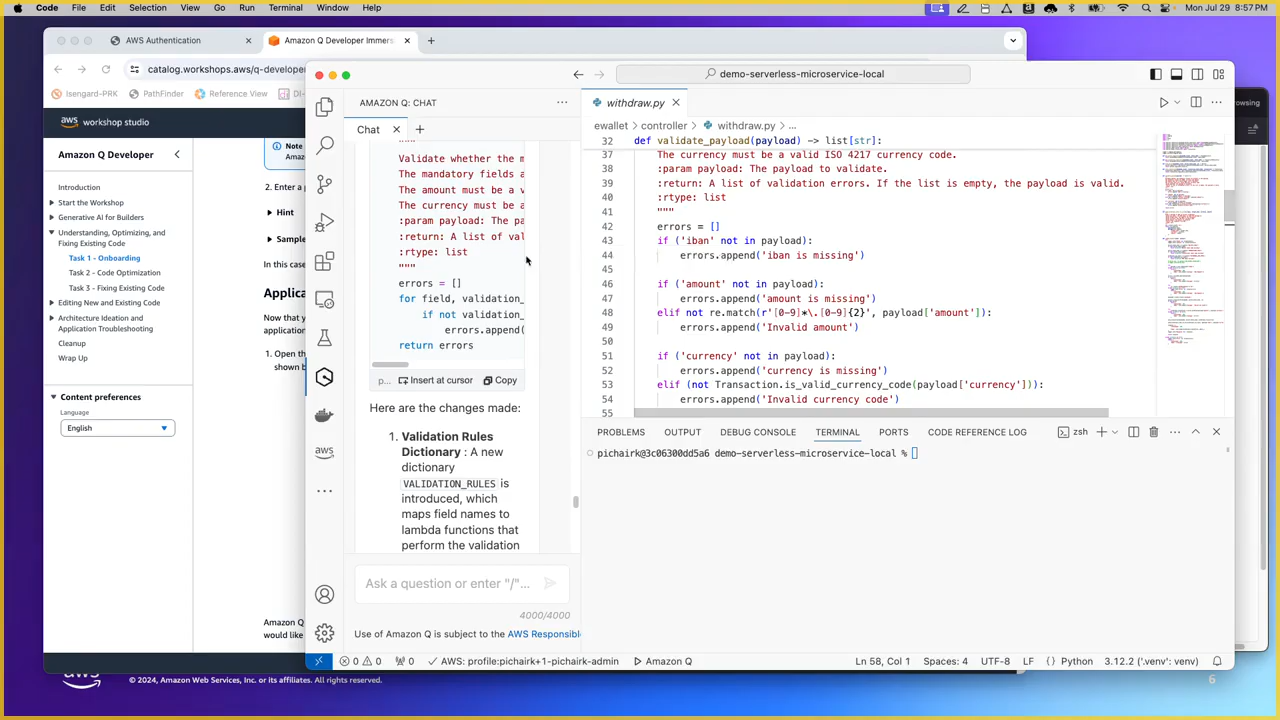 Code File Edit Selection View Go Run Terminal Window Help
Mon Jul 29 8:57 PM
AWS Authentication
Amazon Q Developer Immers
catalog.workshops.aws/q-develope
Isengard-PRK
PathFinder
Reference View
DI-
owsing
aws workshop studio
Amazon Q Developer
Introduction
Start the Workshop
Generative AI for Builders
Understanding, Optimizing, and
Fixing Existing Code
Task 1 - Onboarding
Task 2 - Code Optimization
Task 3 - Fixing Existing Code
Editing New and Existing Code
Architecture Ideation and
Application Troubleshooting
Cleanup
Wrap Up
Content preferences
Language
English
Note
Amaz
2. Enter a p
Hint
Sample
In this case
Applica
Now that y
application
1. Open th
shown b
Amazon Q
would like
© 2024, Amazon Web Services, Inc. or its affiliates. All rights reserved.
aws
6
demo-serverless-microservice-local
AMAZON Q: CHAT
Chat
"""
Validate whether the m
The mandatory fields a
The amount must be a v
The currency must be a
:param payload: The pa
:return: A list of val
:rtype: list
"""
errors = []
for field, validation_
if not validation_
errors.append(
return errors
p... Insert at cursor Copy
Here are the changes made:
1. Validation Rules
Dictionary : A new
dictionary
VALIDATION_RULES is
introduced, which
maps field names to
lambda functions that
perform the validation
Ask a question or enter "/"...
4000/4000
Use of Amazon Q is subject to the AWS Responsibl
aws
withdraw.py
ewallet > controller > withdraw.py > ...
32 def validate_payload(payload) -> list[str]:
37 The currency must be a valid ISO 4217 currency code.
38 :param payload: The payload to validate.
39 :return: A list of validation errors. If the list is empty, the payload is valid.
40 :rtype: list
41 """
42 errors = []
43 if ('iban' not in payload):
44 errors.append('iban is missing')
45
46 if ('amount' not in payload):
47 errors.append('amount is missing')
48 elif not re.match(r'[0-9]*\.[0-9]{2}', payload['amount']):
49 errors.append('Invalid amount')
50
51 if ('currency' not in payload):
52 errors.append('currency is missing')
53 elif (not Transaction.is_valid_currency_code(payload['currency'])):
54 errors.append('Invalid currency code')
55
PROBLEMS OUTPUT DEBUG CONSOLE TERMINAL PORTS CODE REFERENCE LOG
zsh
pichairk@3c06300dd5a6 demo-serverless-microservice-local %
0 0 0 AWS: profile:pichairk+1-pichairk-admin Amazon Q
Ln 58, Col 1 Spaces: 4 UTF-8 LF {} Python 3.12.2 ('.venv': venv)